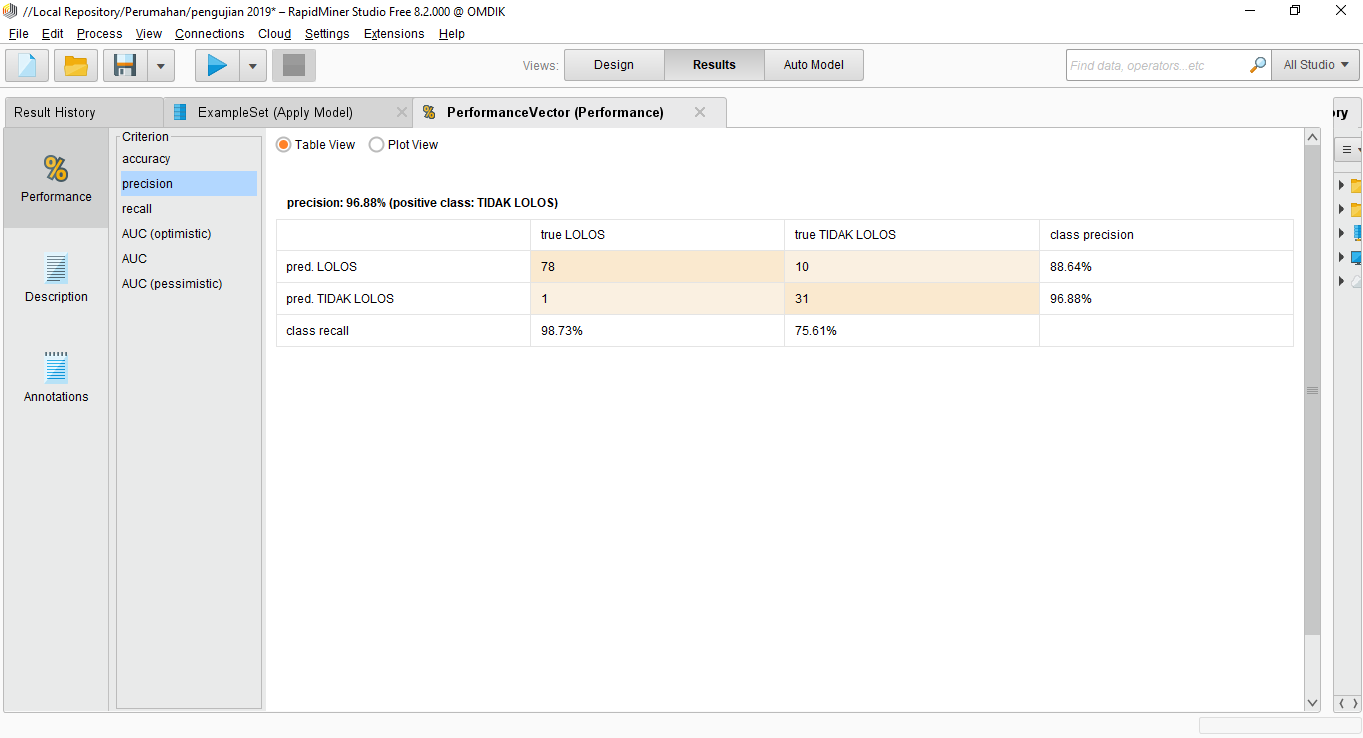 //Local Repository/Perumahan/pengujian 2019* – RapidMiner Studio Free 8.2.000 @ OMDIK
File Edit Process View Connections Cloud Settings Extensions Help
Views: Design Results Auto Model
Find data, operators...etc
All Studio
Result History
ExampleSet (Apply Model)
PerformanceVector (Performance)
ry
Performance
Description
Annotations
Criterion
accuracy
precision
recall
AUC (optimistic)
AUC
AUC (pessimistic)
Table View Plot View
precision: 96.88% (positive class: TIDAK LOLOS)
true LOLOS true TIDAK LOLOS class precision
pred. LOLOS 78 10 88.64%
pred. TIDAK LOLOS 1 31 96.88%
class recall 98.73% 75.61%